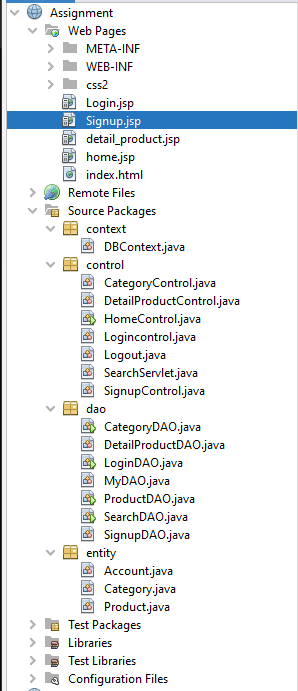 Assignment
Web Pages
META-INF
WEB-INF
css2
Login.jsp
Signup.jsp
detail_product.jsp
home.jsp
index.html
Remote Files
Source Packages
context
DBContext.java
control
CategoryControl.java
DetailProductControl.java
HomeControl.java
Logincontrol.java
Logout.java
SearchServlet.java
SignupControl.java
dao
CategoryDAO.java
DetailProductDAO.java
LoginDAO.java
MyDAO.java
ProductDAO.java
SearchDAO.java
SignupDAO.java
entity
Account.java
Category.java
Product.java
Test Packages
Libraries
Test Libraries
Configuration Files